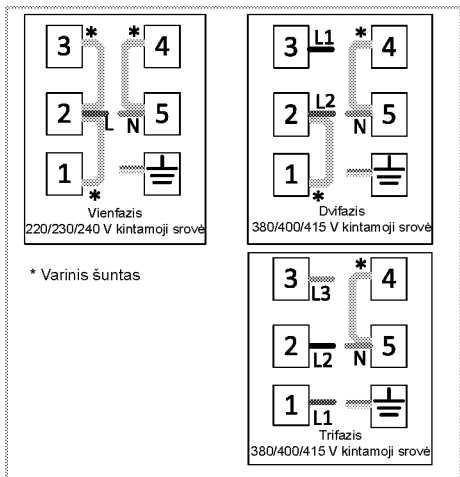 3 * * 4
2 L N 5
1 *
Vienfazis
220/230/240 V kintamoji srovė
3 L1 * 4
2 L2 N 5
1 *
Dvifazis
380/400/415 V kintamoji srovė
* Varinis šuntas
3 L3 * 4
2 L2 N 5
1 L1
Trifazis
380/400/415 V kintamoji srovė